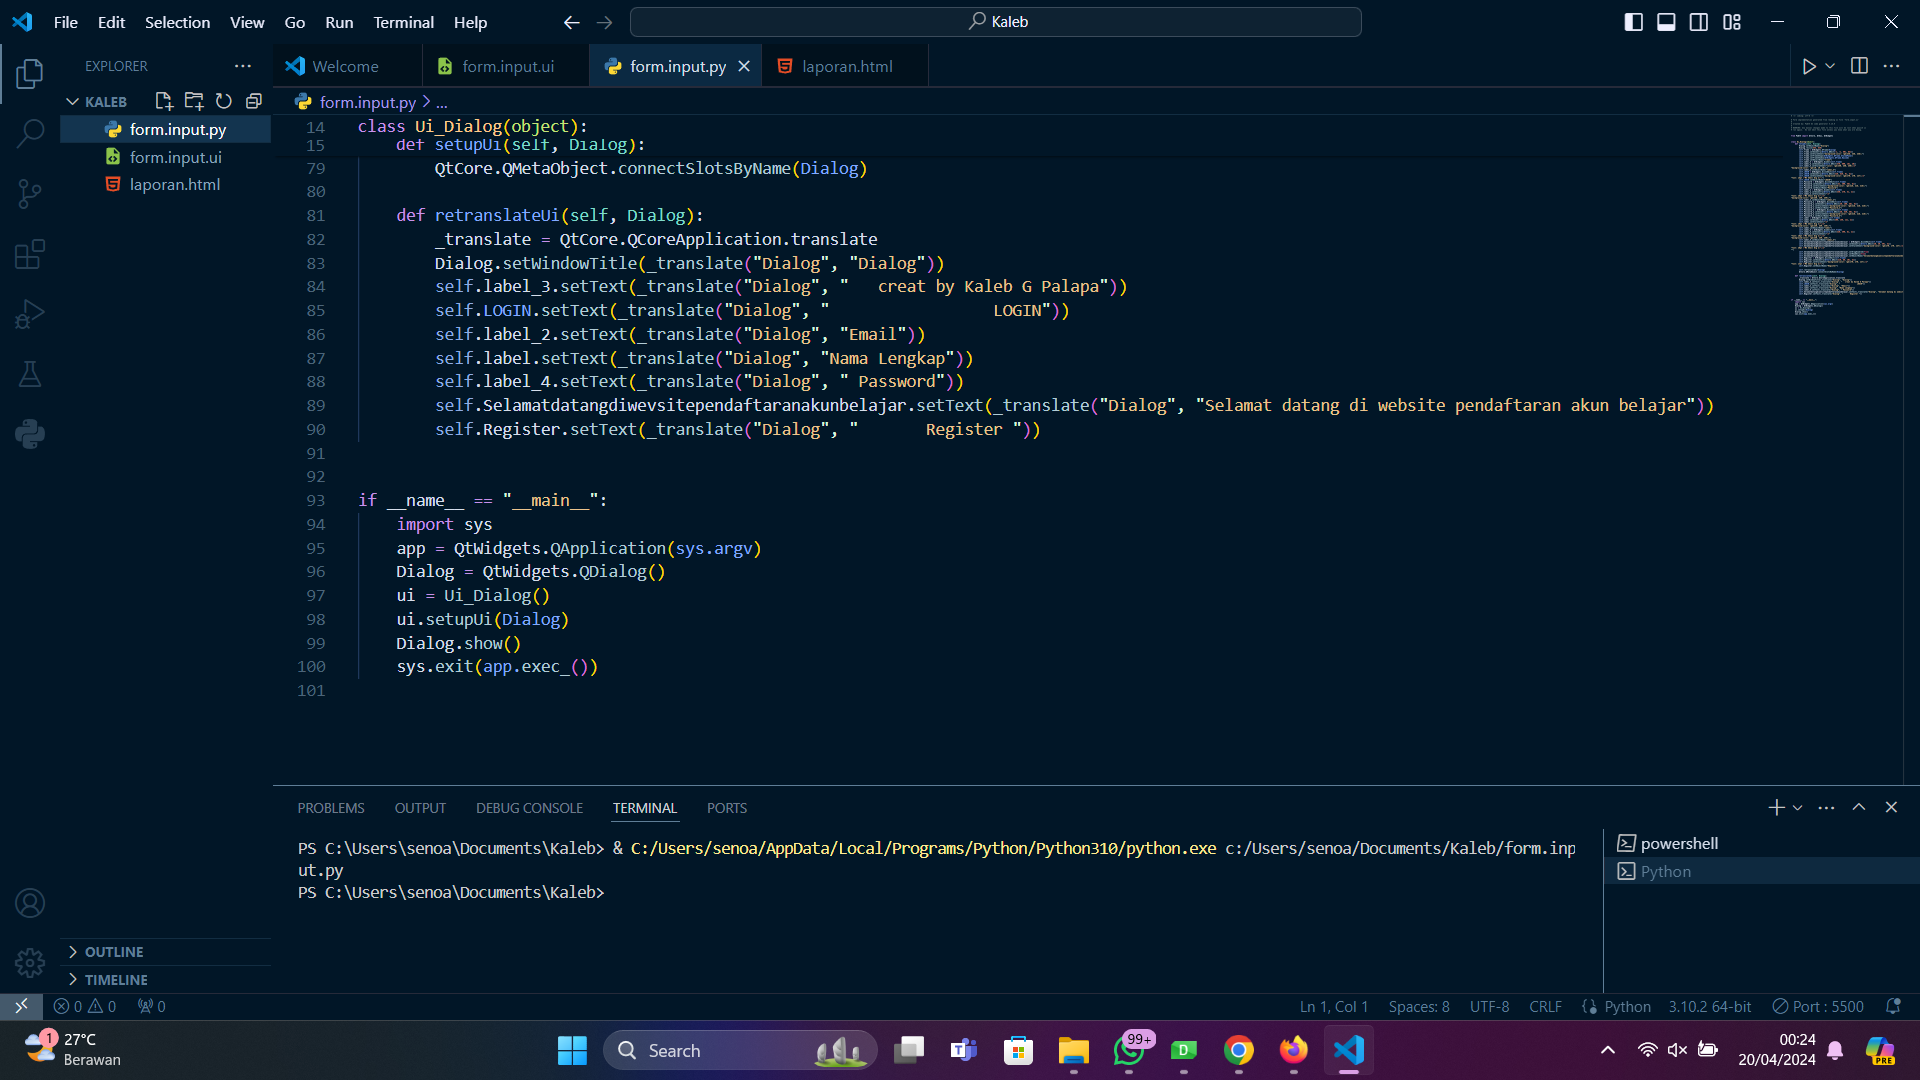 File Edit Selection View Go Run Terminal Help
Kaleb
EXPLORER
Welcome form.input.ui form.input.py laporan.html
KALEB
form.input.py
form.input.ui
laporan.html
form.input.py > ...
14 class Ui_Dialog(object):
15 def setupUi(self, Dialog):
79 QtCore.QMetaObject.connectSlotsByName(Dialog)
80
81 def retranslateUi(self, Dialog):
82 _translate = QtCore.QCoreApplication.translate
83 Dialog.setWindowTitle(_translate("Dialog", "Dialog"))
84 self.label_3.setText(_translate("Dialog", "   creat by Kaleb G Palapa"))
85 self.LOGIN.setText(_translate("Dialog", "                 LOGIN"))
86 self.label_2.setText(_translate("Dialog", "Email"))
87 self.label.setText(_translate("Dialog", "Nama Lengkap"))
88 self.label_4.setText(_translate("Dialog", " Password"))
89 self.Selamatdatangdiwevsitependaftaranakunbelajar.setText(_translate("Dialog", "Selamat datang di website pendaftaran akun belajar"))
90 self.Register.setText(_translate("Dialog", "       Register "))
91
92
93 if __name__ == "__main__":
94 import sys
95 app = QtWidgets.QApplication(sys.argv)
96 Dialog = QtWidgets.QDialog()
97 ui = Ui_Dialog()
98 ui.setupUi(Dialog)
99 Dialog.show()
100 sys.exit(app.exec_())
101
PROBLEMS OUTPUT DEBUG CONSOLE TERMINAL PORTS
PS C:\Users\senoa\Documents\Kaleb> & C:/Users/senoa/AppData/Local/Programs/Python/Python310/python.exe c:/Users/senoa/Documents/Kaleb/form.inp
ut.py
PS C:\Users\senoa\Documents\Kaleb>
powershell
Python
OUTLINE
TIMELINE
0 0 0
Ln 1, Col 1 Spaces: 8 UTF-8 CRLF Python 3.10.2 64-bit Port : 5500
1
27°C
Berawan
Search
99+
D
00:24
20/04/2024
PRE